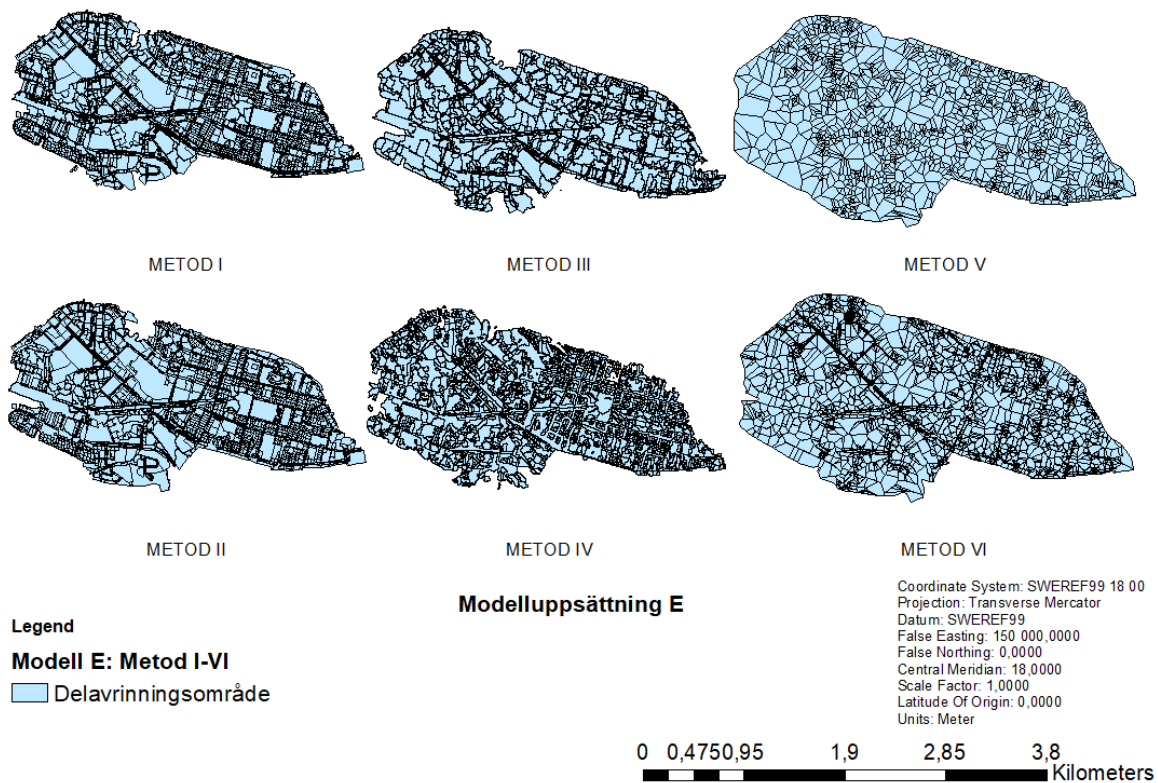 METOD I
METOD III
METOD V
METOD II
METOD IV
METOD VI
Modelluppsättning E
Legend
Modell E: Metod I-VI
Delavrinningsområde
Coordinate System: SWEREF99 18 00
Projection: Transverse Mercator
Datum: SWEREF99
False Easting: 150 000,0000
False Northing: 0,0000
Central Meridian: 18,0000
Scale Factor: 1,0000
Latitude Of Origin: 0,0000
Units: Meter
0 0,475 0,95 1,9 2,85 3,8
Kilometers